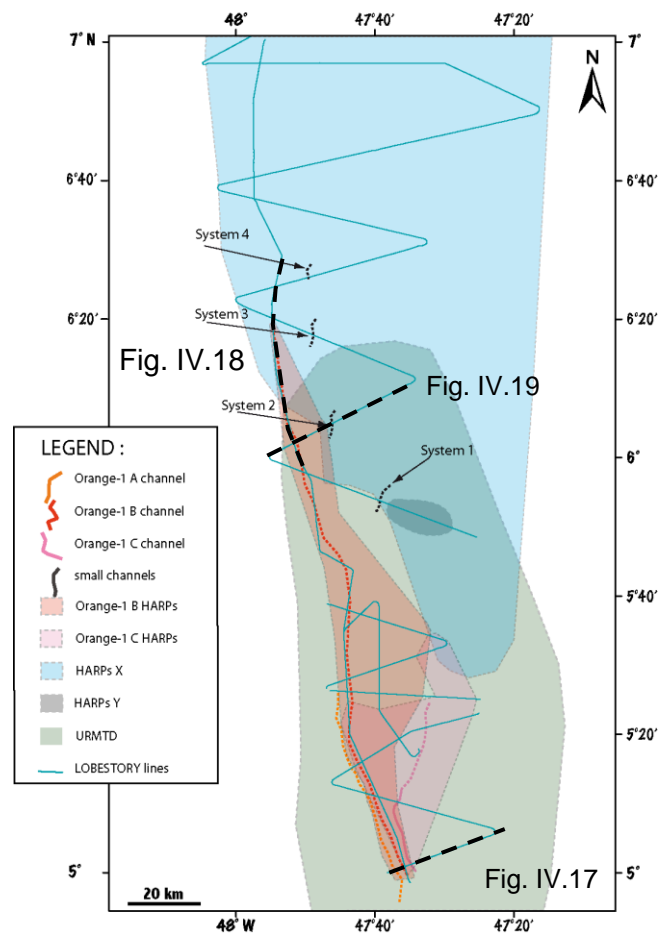 48° 47°40 47°20
7° N 7°
N
6°40 6°40
System 4
6°20 System 3 6°20
Fig. IV.18
Fig. IV.19
System 2
System 1
6° 6°
LEGEND :
Orange-1 A channel
Orange-1 B channel
Orange-1 C channel
small channels
Orange-1 B HARPs
Orange-1 C HARPs
HARPs X
HARPs Y
URMTD
LOBESTORY lines
5°40 5°40
5°20 5°20
5° 5°
Fig. IV.17
20 km
48° W 47°40 47°20